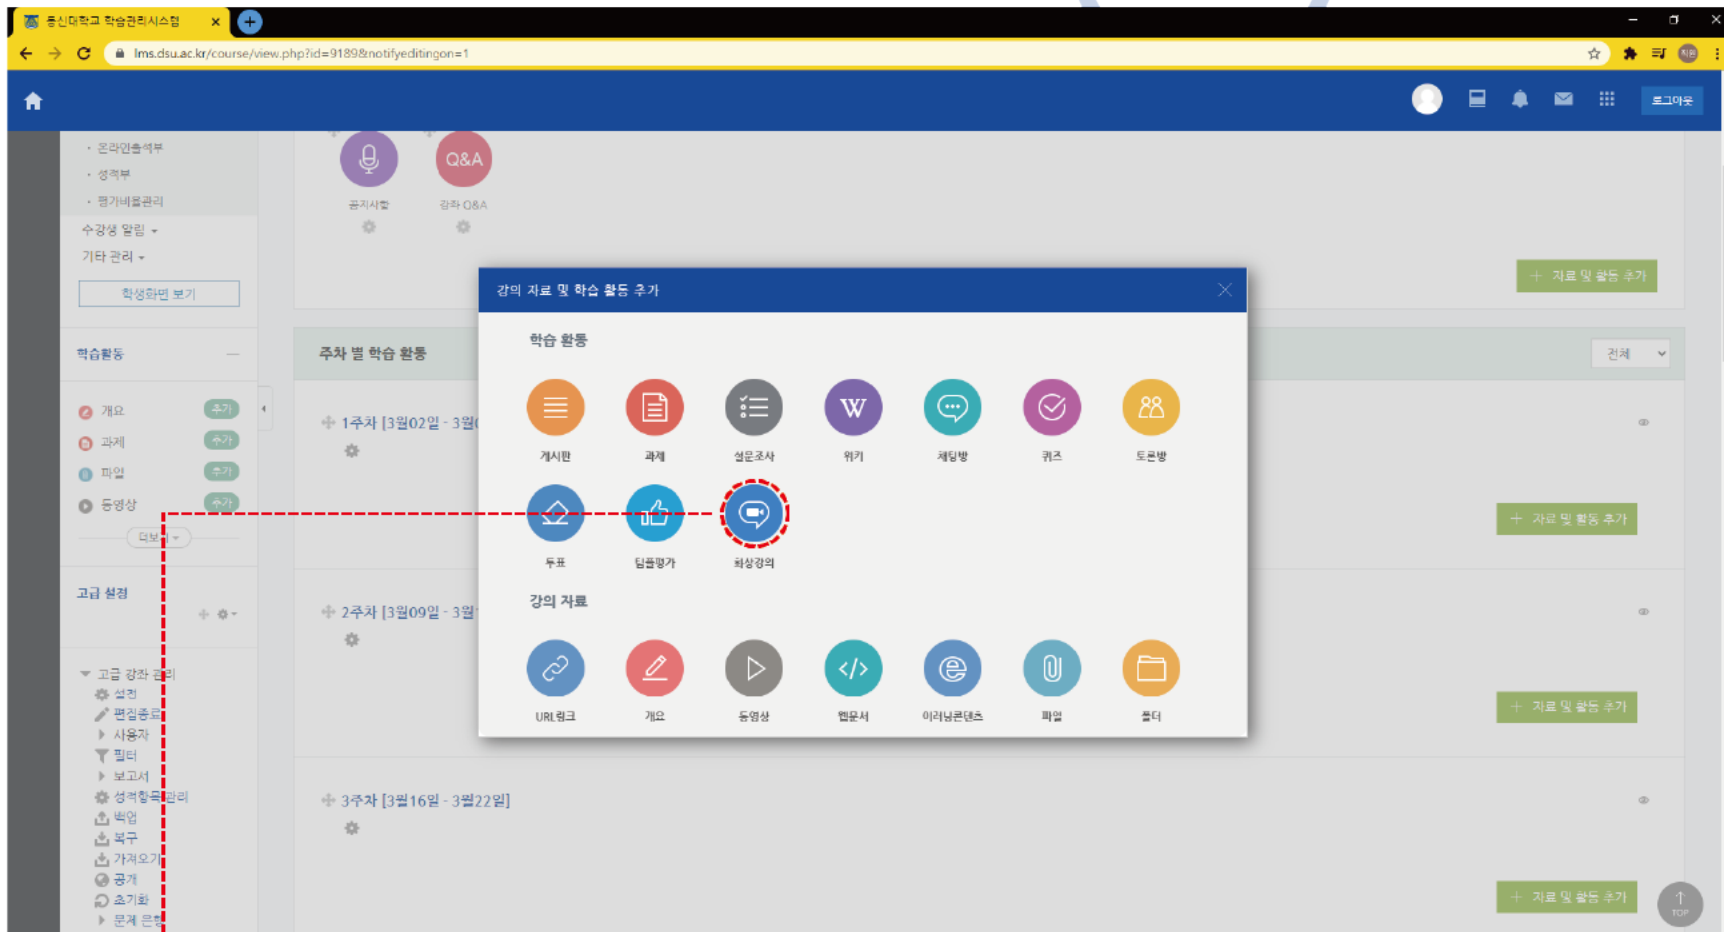 동신대학교 학습관리시스템
lms.dsu.ac.kr/course/view.php?id=9189&notifyeditingon=1
로그아웃
온라인출석부
성적부
평가비율관리
수강생 알림
기타 관리
학생화면 보기
Q&A
공지사항
강좌 Q&A
+ 자료 및 활동 추가
강의 자료 및 학습 활동 추가
학습 활동
게시판
과제
설문조사
W
위키
채팅방
퀴즈
토론방
투표
팀플평가
화상강의
강의 자료
URL링크
개요
동영상
</>
웹문서
이러닝콘텐츠
파일
폴더
학습활동
개요 추가
과제 추가
파일 추가
동영상 추가
주차 별 학습 활동
전체
1주차 [3월02일 - 3월
+ 자료 및 활동 추가
고급 설정
2주차 [3월09일 - 3월
+ 자료 및 활동 추가
고급 강좌 관리
설정
편집종료
사용자
필터
보고서
성적항목 관리
백업
복구
가져오기
공개
초기화
문제 은행
3주차 [3월16일 - 3월22일]
+ 자료 및 활동 추가
TOP